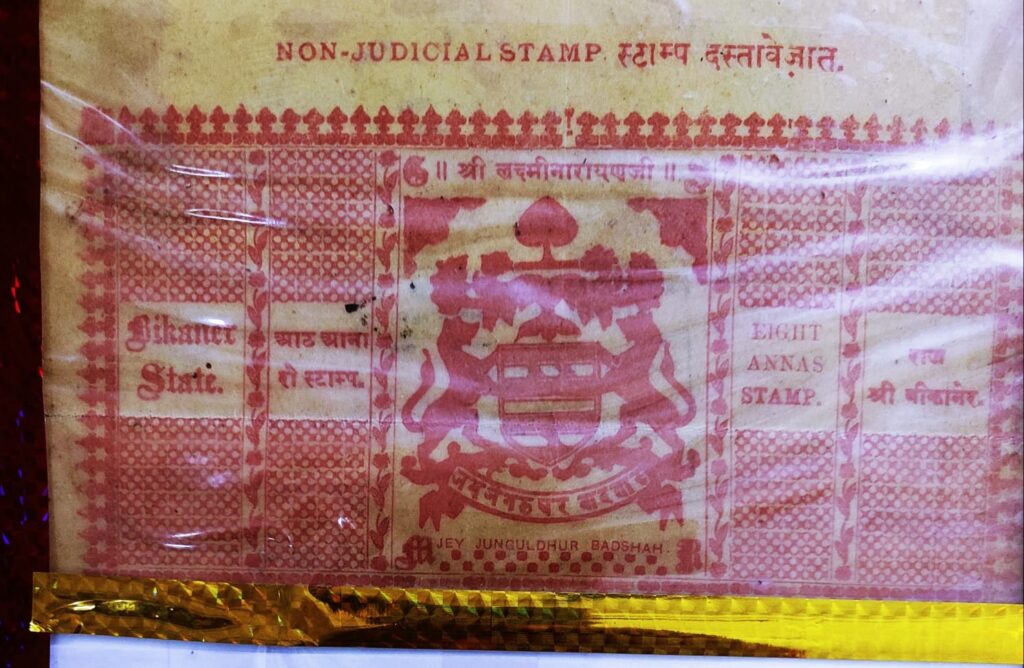 NON-JUDICIAL STAMP स्टाम्प दस्तावेज़ात.
॥ श्री लक्ष्मीनारायणजी ॥
Bikaner
State.
आठ आना
रो स्टाम्प.
EIGHT
ANNAS
STAMP.
राज
श्री बीकानेर.
JEY JUNGULDHUR BADSHAH.